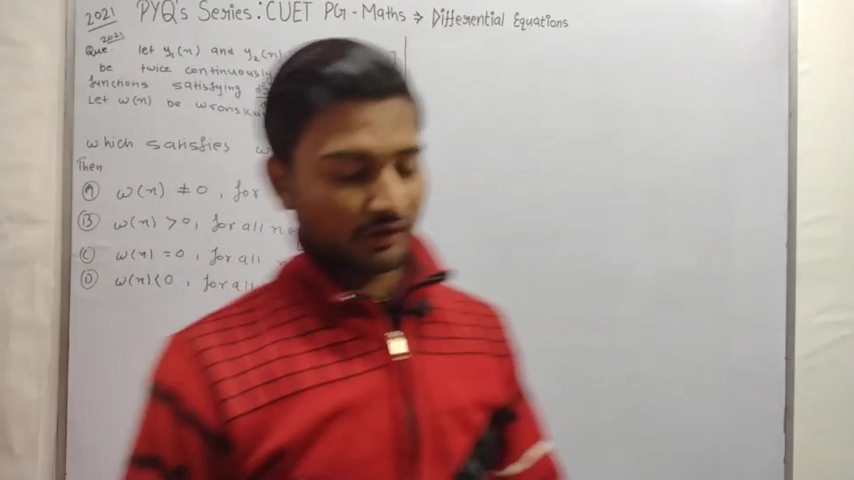 2021 PYQ's Series: CUET PG - Maths → Differential Equations
2021
Que let y₁(n) and y₂(n)
be twice continuously
functions satisfying
Let w(n) be
which satisfies
Then
(A) w(n) ≠ 0, for
(B) w(n) > 0, for all
(C) w(n) = 0, for all
(D) w(n) < 0, for all